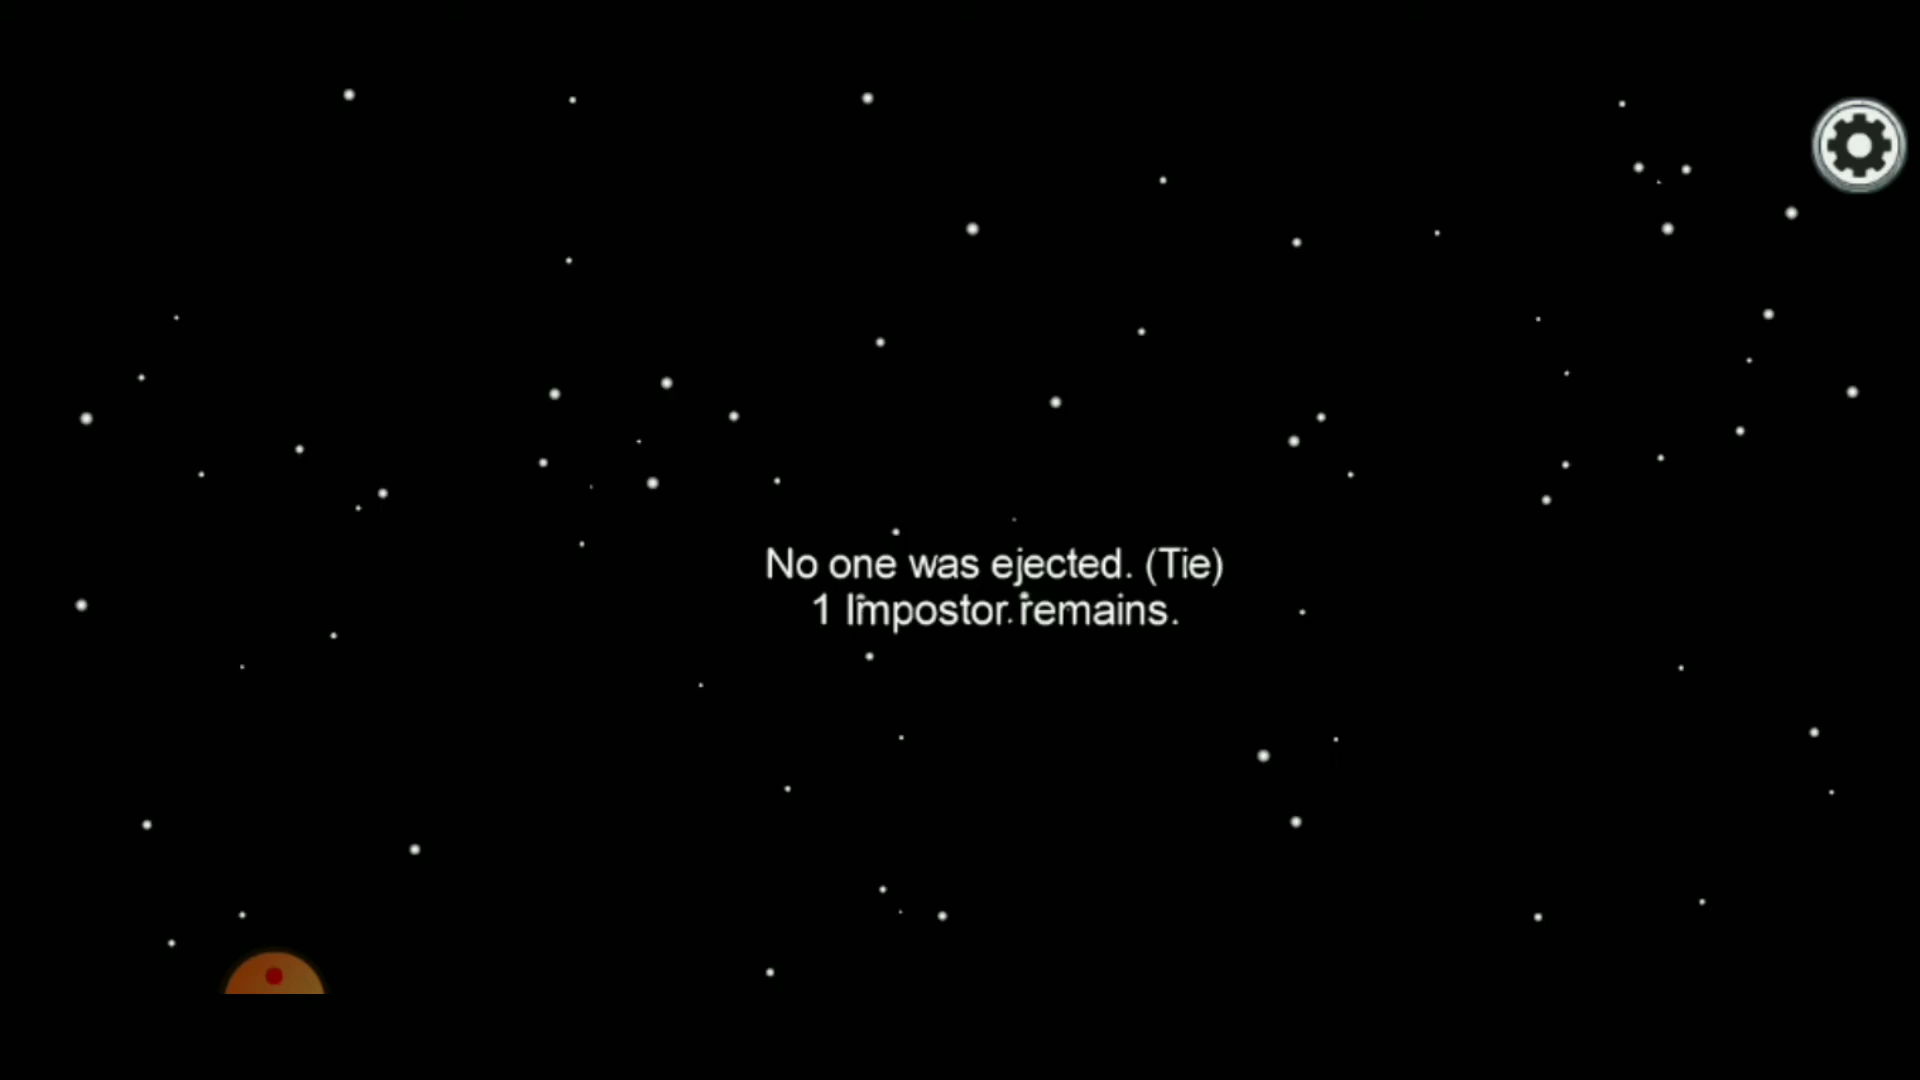 No one was ejected. (Tie)
1 Impostor remains.